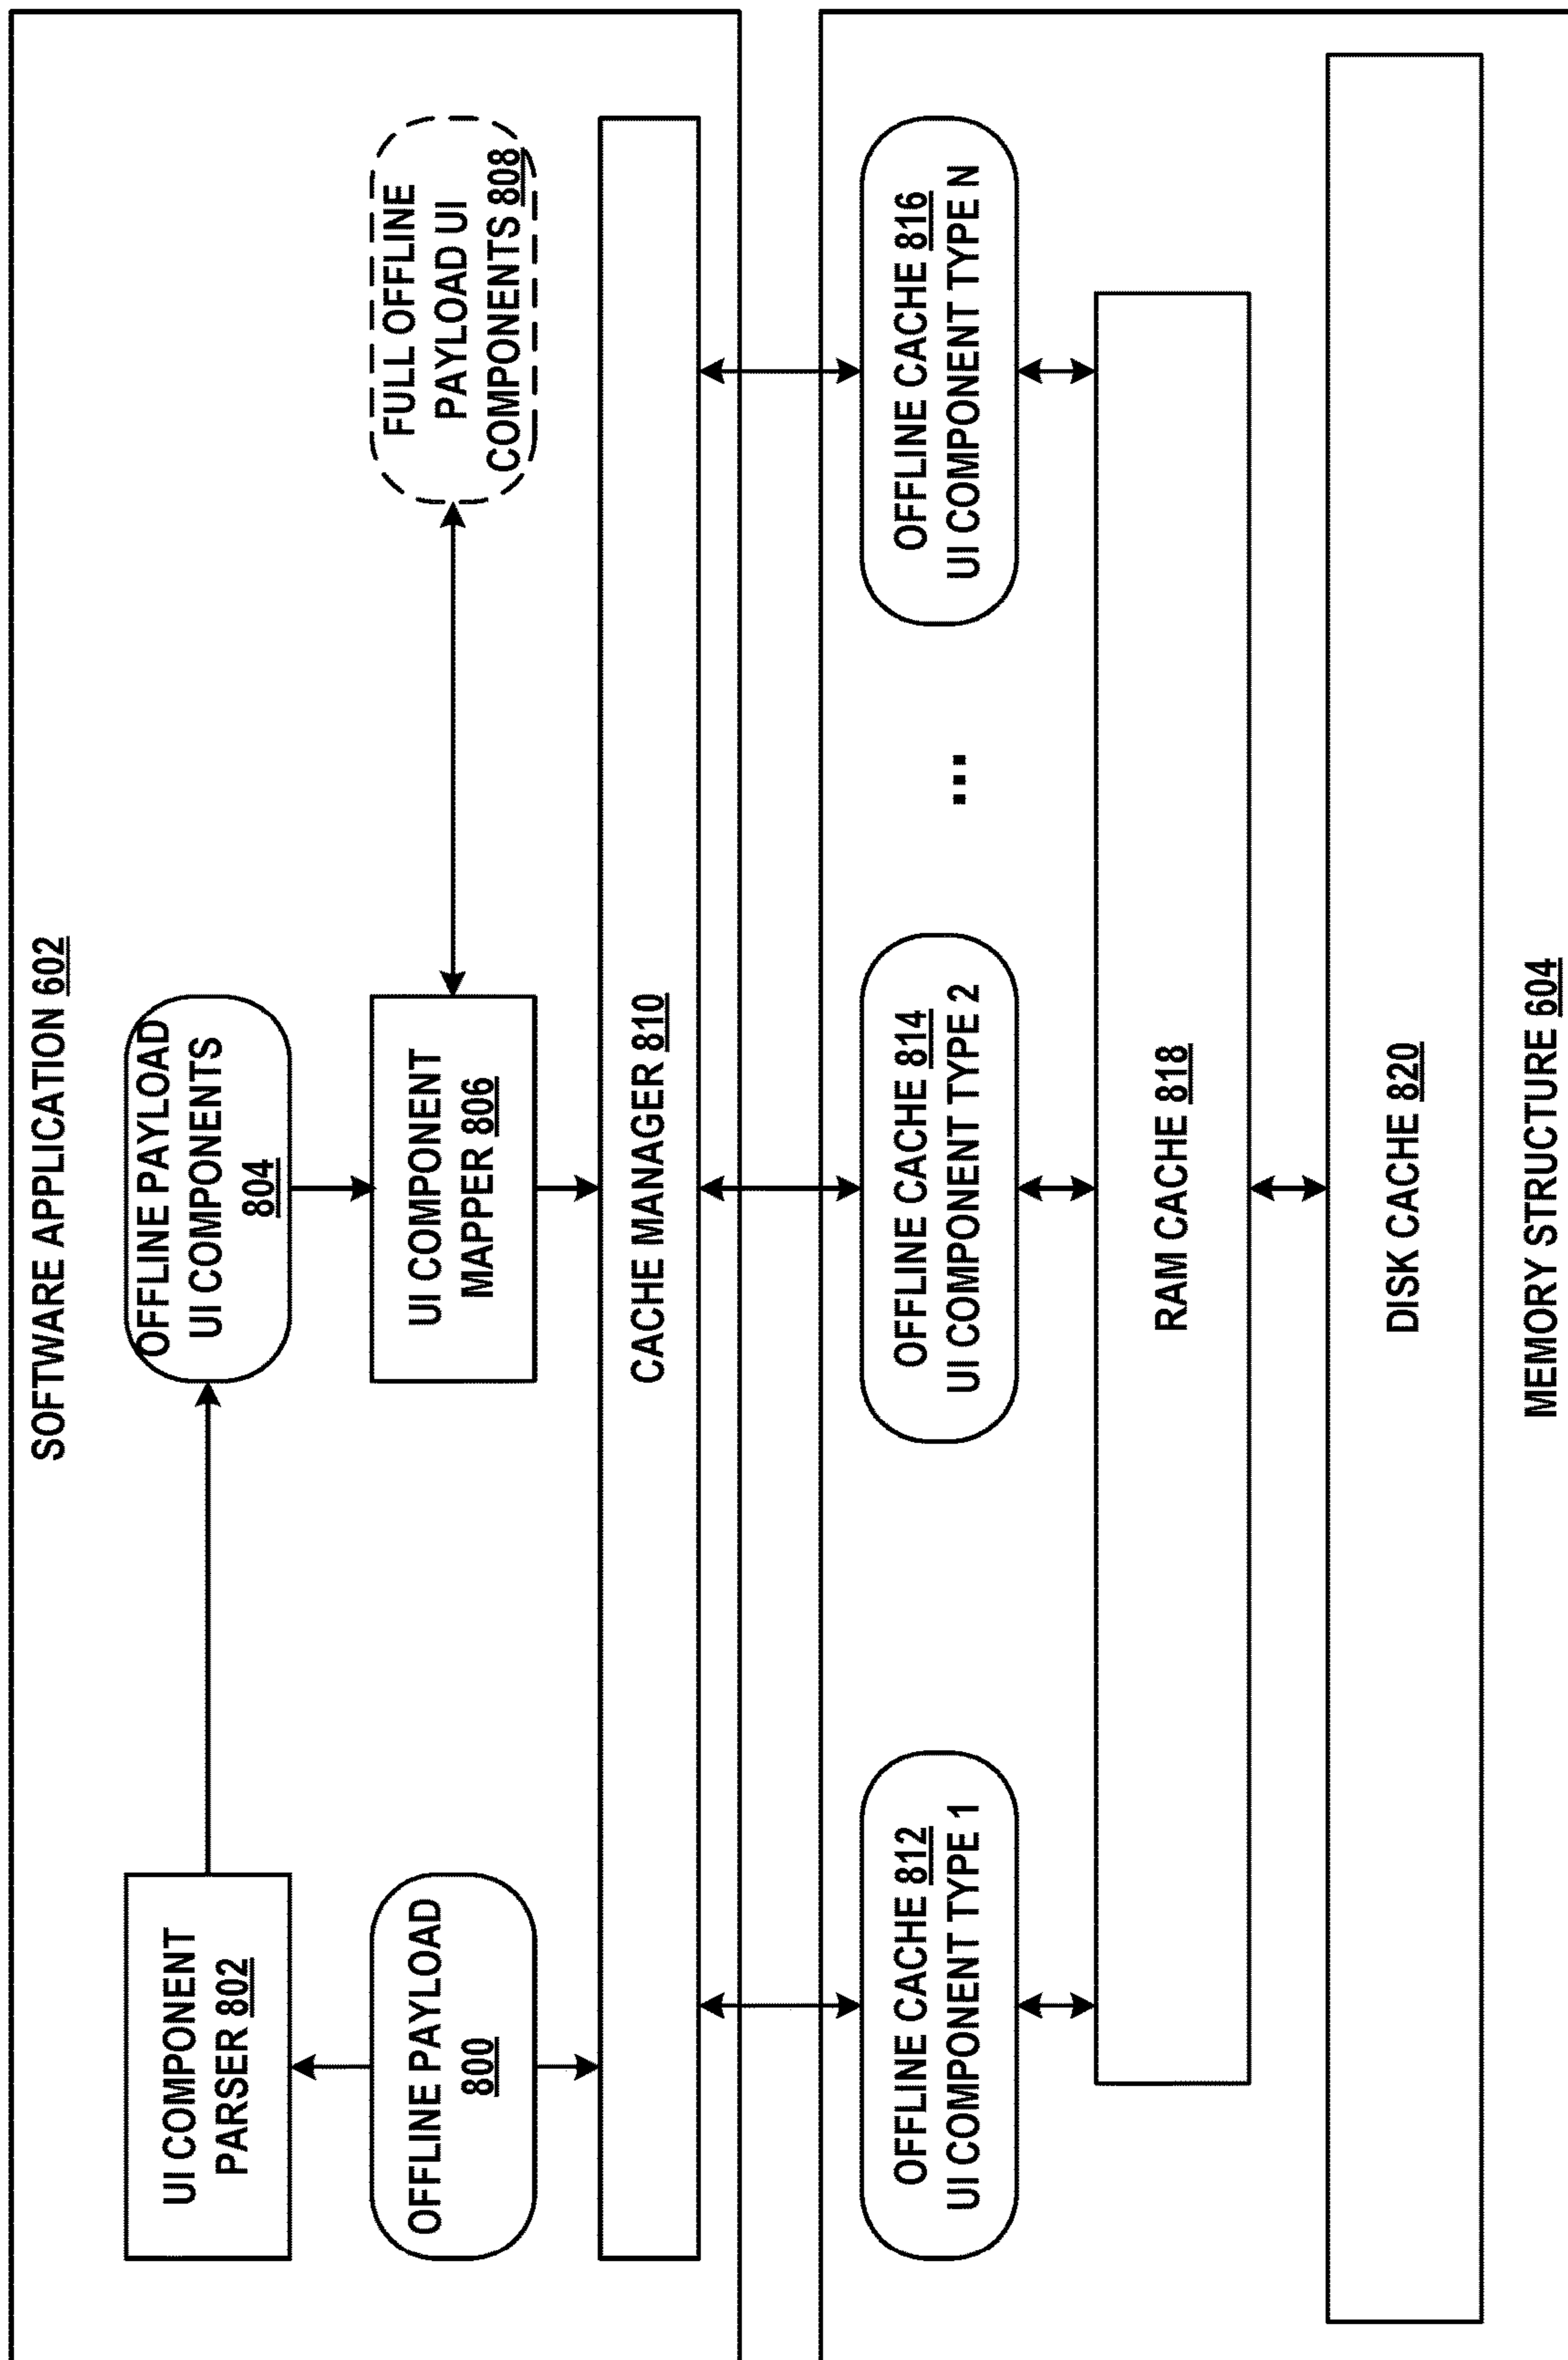 SOFTWARE APPLICATION 602
UI COMPONENT
PARSER 802
OFFLINE PAYLOAD
UI COMPONENTS
804
OFFLINE PAYLOAD
800
UI COMPONENT
MAPPER 806
FULL OFFLINE
PAYLOAD UI
COMPONENTS 808
CACHE MANAGER 810
OFFLINE CACHE 812
UI COMPONENT TYPE 1
OFFLINE CACHE 814
UI COMPONENT TYPE 2
...
OFFLINE CACHE 816
UI COMPONENT TYPE N
RAM CACHE 818
DISK CACHE 820
MEMORY STRUCTURE 604